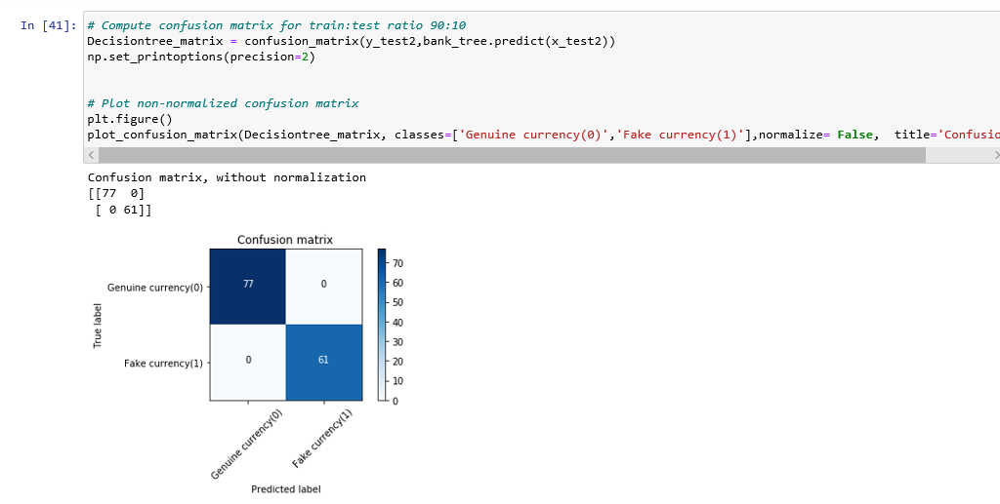 In [41]: # Compute confusion matrix for train:test ratio 90:10
Decisiontree_matrix = confusion_matrix(y_test2,bank_tree.predict(x_test2))
np.set_printoptions(precision=2)
# Plot non-normalized confusion matrix
plt.figure()
plot_confusion_matrix(Decisiontree_matrix, classes=['Genuine currency(0)','Fake currency(1)'],normalize= False,  title='Confusio
Confusion matrix, without normalization
[[77  0]
 [ 0 61]]
Confusion matrix
Genuine currency(0)
77
0
Fake currency(1)
0
61
True label
Genuine currency(0)
Fake currency(1)
Predicted label
70
60
50
40
30
20
10
0